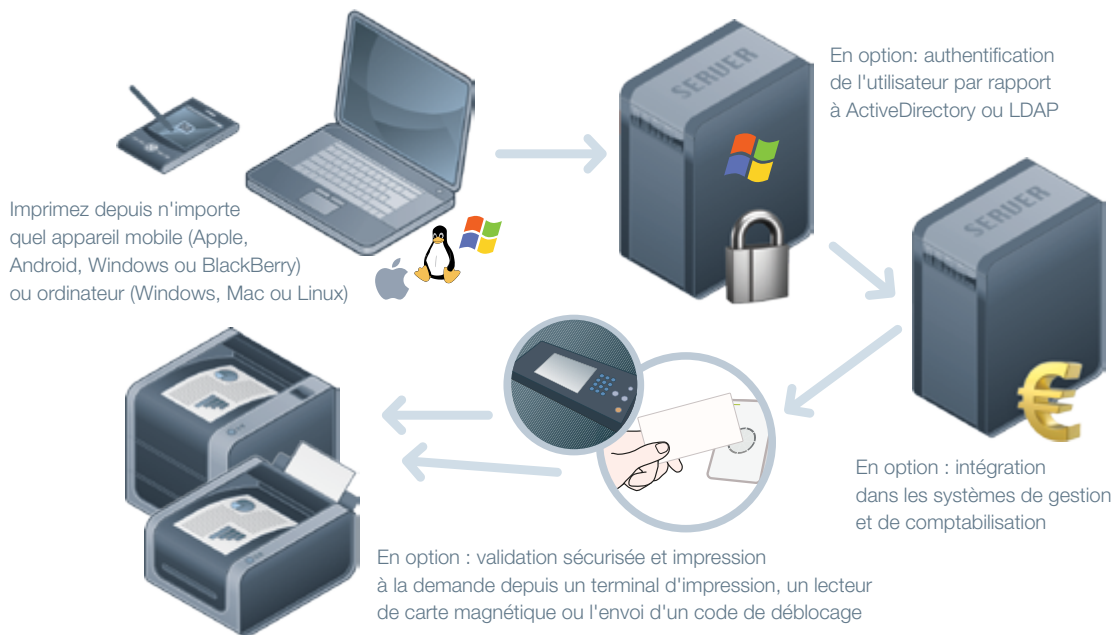 SERVER
En option: authentification
de l'utilisateur par rapport
à ActiveDirectory ou LDAP
Imprimez depuis n'importe
quel appareil mobile (Apple,
Android, Windows ou BlackBerry)
ou ordinateur (Windows, Mac ou Linux)
SERVER
En option : intégration
dans les systèmes de gestion
et de comptabilisation
En option : validation sécurisée et impression
à la demande depuis un terminal d'impression, un lecteur
de carte magnétique ou l'envoi d'un code de déblocage